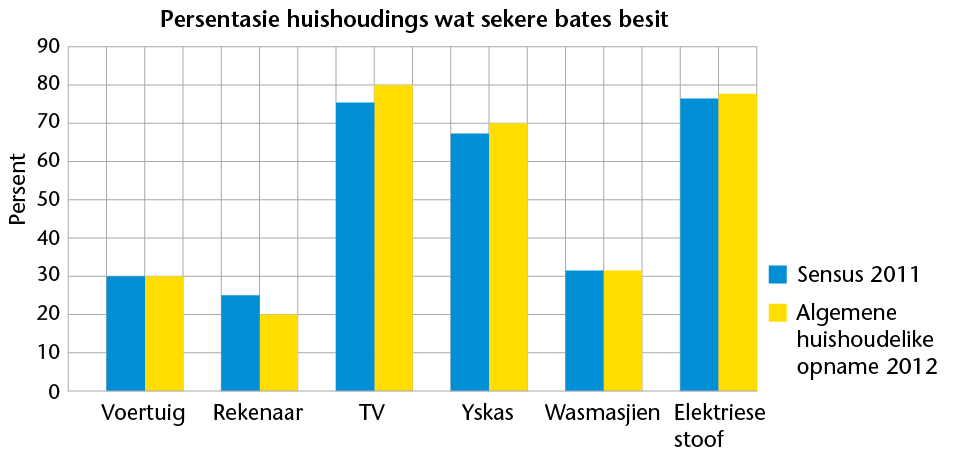 Persentasie huishoudings wat sekere bates besit
Persent
90
80
70
60
50
40
30
20
10
0
Voertuig
Rekenaar
TV
Yskas
Wasmasjien
Elektriese
stoof
Sensus 2011
Algemene
huishoudelike
opname 2012